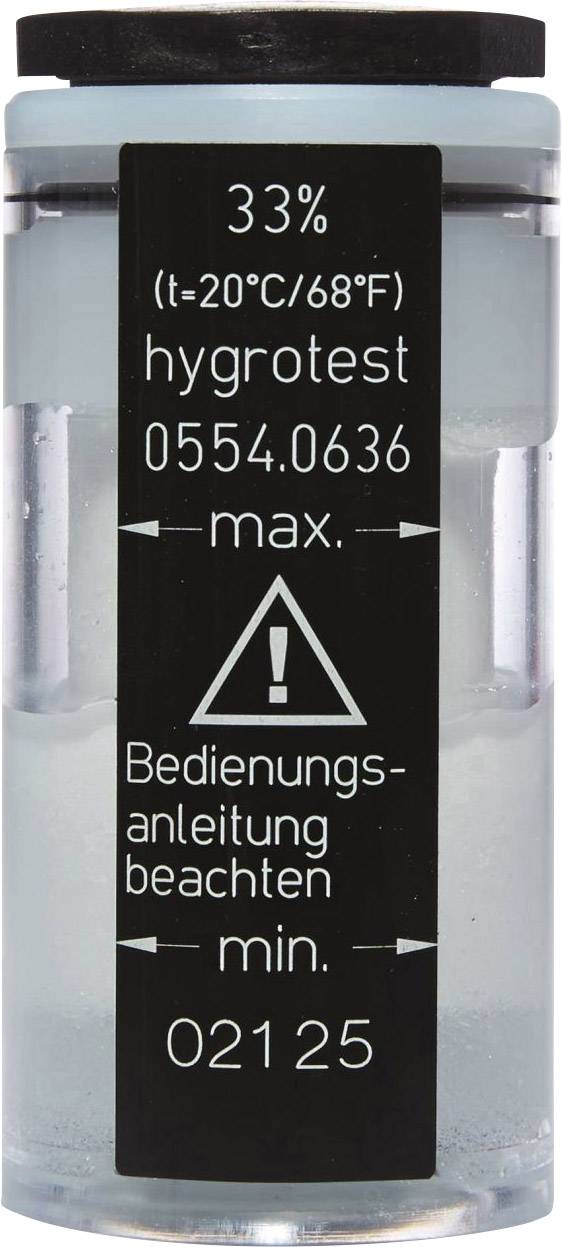 33%
(t=20°C/68°F)
hygrotest
0554.0636
max.
!
Bedienungs-
anleitung
beachten
min.
02125